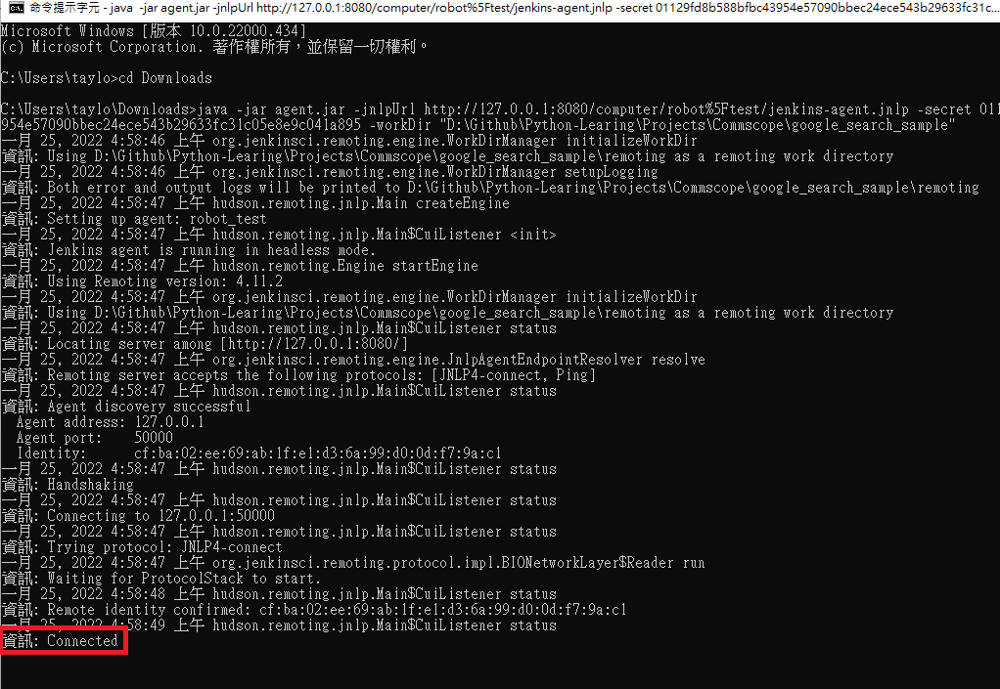 命令提示字元 - java -jar agent.jar -jnlpUrl http://127.0.0.1:8080/computer/robot%5Ftest/jenkins-agent.jnlp -secret 01129fd8b588bfbc43954e57090bbec24ece543b29633fc31c...
Microsoft Windows [版本 10.0.22000.434]
(c) Microsoft Corporation. 著作權所有，並保留一切權利。
C:\Users\taylo>cd Downloads
C:\Users\taylo\Downloads>java -jar agent.jar -jnlpUrl http://127.0.0.1:8080/computer/robot%5Ftest/jenkins-agent.jnlp -secret 011
954e57090bbec24ece543b29633fc31c05e8e9c041a895 -workDir "D:\Github\Python-Learing\Projects\Commscope\google_search_sample"
一月 25, 2022 4:58:46 上午 org.jenkinsci.remoting.engine.WorkDirManager initializeWorkDir
資訊: Using D:\Github\Python-Learing\Projects\Commscope\google_search_sample\remoting as a remoting work directory
一月 25, 2022 4:58:46 上午 org.jenkinsci.remoting.engine.WorkDirManager setupLogging
資訊: Both error and output logs will be printed to D:\Github\Python-Learing\Projects\Commscope\google_search_sample\remoting
一月 25, 2022 4:58:47 上午 hudson.remoting.jnlp.Main createEngine
資訊: Setting up agent: robot_test
一月 25, 2022 4:58:47 上午 hudson.remoting.jnlp.Main$CuiListener <init>
資訊: Jenkins agent is running in headless mode.
一月 25, 2022 4:58:47 上午 hudson.remoting.Engine startEngine
資訊: Using Remoting version: 4.11.2
一月 25, 2022 4:58:47 上午 org.jenkinsci.remoting.engine.WorkDirManager initializeWorkDir
資訊: Using D:\Github\Python-Learing\Projects\Commscope\google_search_sample\remoting as a remoting work directory
一月 25, 2022 4:58:47 上午 hudson.remoting.jnlp.Main$CuiListener status
資訊: Locating server among [http://127.0.0.1:8080/]
一月 25, 2022 4:58:47 上午 org.jenkinsci.remoting.engine.JnlpAgentEndpointResolver resolve
資訊: Remoting server accepts the following protocols: [JNLP4-connect, Ping]
一月 25, 2022 4:58:47 上午 hudson.remoting.jnlp.Main$CuiListener status
資訊: Agent discovery successful
Agent address: 127.0.0.1
Agent port: 50000
Identity: cf:ba:02:ee:69:ab:1f:e1:d3:6a:99:d0:0d:f7:9a:c1
一月 25, 2022 4:58:47 上午 hudson.remoting.jnlp.Main$CuiListener status
資訊: Handshaking
一月 25, 2022 4:58:47 上午 hudson.remoting.jnlp.Main$CuiListener status
資訊: Connecting to 127.0.0.1:50000
一月 25, 2022 4:58:47 上午 hudson.remoting.jnlp.Main$CuiListener status
資訊: Trying protocol: JNLP4-connect
一月 25, 2022 4:58:47 上午 org.jenkinsci.remoting.protocol.impl.BIONetworkLayer$Reader run
資訊: Waiting for ProtocolStack to start.
一月 25, 2022 4:58:48 上午 hudson.remoting.jnlp.Main$CuiListener status
資訊: Remote identity confirmed: cf:ba:02:ee:69:ab:1f:e1:d3:6a:99:d0:0d:f7:9a:c1
一月 25, 2022 4:58:49 上午 hudson.remoting.jnlp.Main$CuiListener status
資訊: Connected